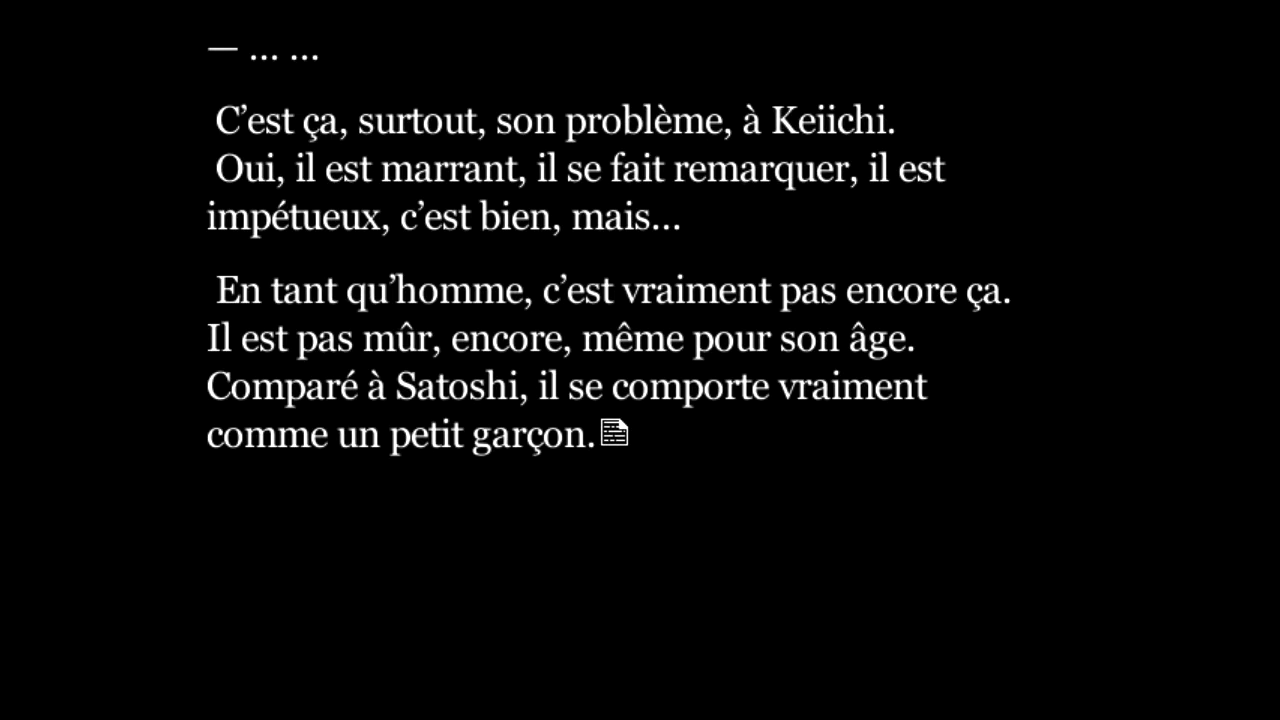 — … …
C’est ça, surtout, son problème, à Keiichi.
Oui, il est marrant, il se fait remarquer, il est
impétueux, c’est bien, mais…
En tant qu’homme, c’est vraiment pas encore ça.
Il est pas mûr, encore, même pour son âge.
Comparé à Satoshi, il se comporte vraiment
comme un petit garçon.